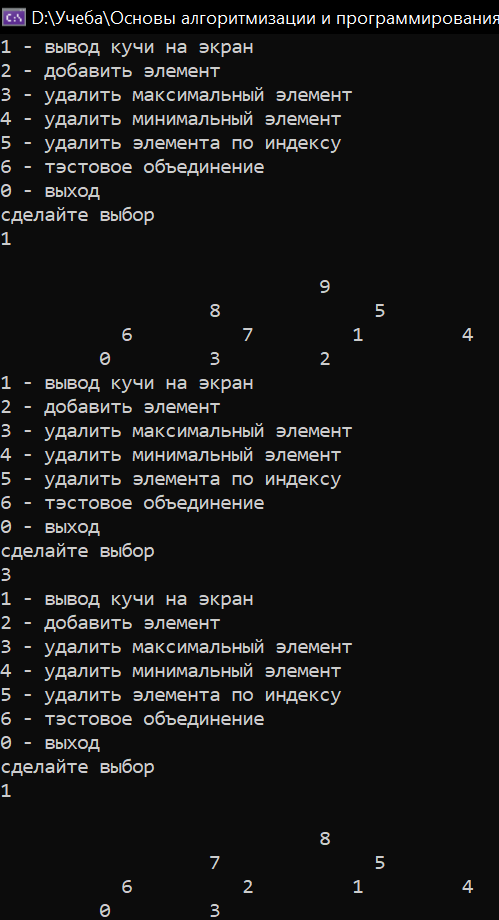 D:\Учеба\Основы алгоритмизации и программирования
1 - вывод кучи на экран
2 - добавить элемент
3 - удалить максимальный элемент
4 - удалить минимальный элемент
5 - удалить элемента по индексу
6 - тэстовое объединение
0 - выход
сделайте выбор
1
9
8 5
6 7 1 4
0 3 2
1 - вывод кучи на экран
2 - добавить элемент
3 - удалить максимальный элемент
4 - удалить минимальный элемент
5 - удалить элемента по индексу
6 - тэстовое объединение
0 - выход
сделайте выбор
3
1 - вывод кучи на экран
2 - добавить элемент
3 - удалить максимальный элемент
4 - удалить минимальный элемент
5 - удалить элемента по индексу
6 - тэстовое объединение
0 - выход
сделайте выбор
1
8
7 5
6 2 1 4
0 3